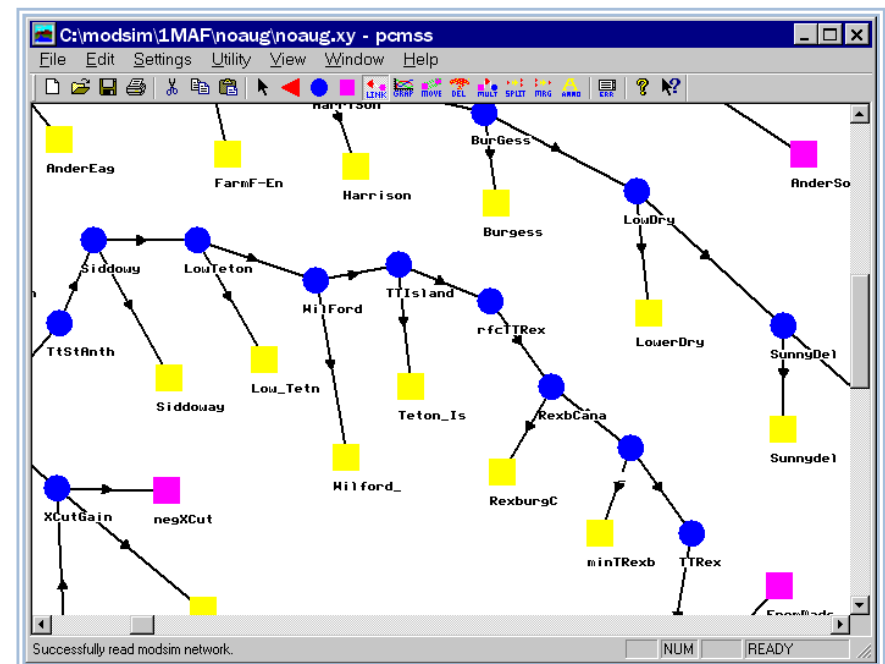 C:\modsim\1MAF\noaug\noaug.xy - pcmss
File Edit Settings Utility View Window Help
LINK GRAP MOVE DEL MULT SPLIT MRG ANNO ERR
Harrison
BurGess
AnderEag
FarmF-En
Harrison
AnderSo
Burgess
LowDry
Siddowy
LowTeton
WilFord
TTIsland
rfcTTRex
LowerDry
TtStAnth
SunnyDel
Siddoway
Low_Tetn
Teton_Is
RexbCana
Sunnydel
Wilford_
RexburgC
XCutGain
negXCut
minTRexb
TTRex
Successfully read modsim network.
NUM
READY